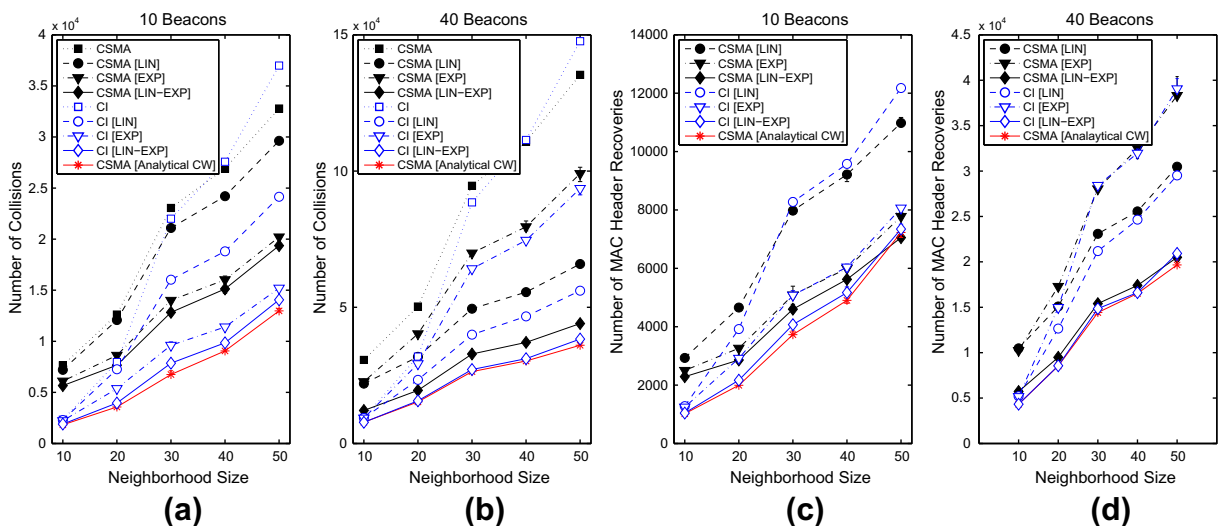 10 Beacons
× 10⁴
Number of Collisions
4
3.5
3
2.5
2
1.5
1
0.5
0
CSMA
CSMA [LIN]
CSMA [EXP]
CSMA [LIN−EXP]
CI
CI [LIN]
CI [EXP]
CI [LIN−EXP]
CSMA [Analytical CW]
10 20 30 40 50
Neighborhood Size
(a)
40 Beacons
× 10⁴
Number of Collisions
15
10
5
0
CSMA
CSMA [LIN]
CSMA [EXP]
CSMA [LIN−EXP]
CI
CI [LIN]
CI [EXP]
CI [LIN−EXP]
CSMA [Analytical CW]
10 20 30 40 50
Neighborhood Size
(b)
10 Beacons
Number of MAC Header Recoveries
14000
12000
10000
8000
6000
4000
2000
0
CSMA [LIN]
CSMA [EXP]
CSMA [LIN−EXP]
CI [LIN]
CI [EXP]
CI [LIN−EXP]
CSMA [Analaytical CW]
10 20 30 40 50
Neighborhood Size
(c)
40 Beacons
× 10⁴
Number of MAC Header Recoveries
4.5
4
3.5
3
2.5
2
1.5
1
0.5
0
CSMA [LIN]
CSMA [EXP]
CSMA [LIN−EXP]
CI [LIN]
CI [EXP]
CI [LIN−EXP]
CSMA [Analaytical CW]
10 20 30 40 50
Neighborhood Size
(d)